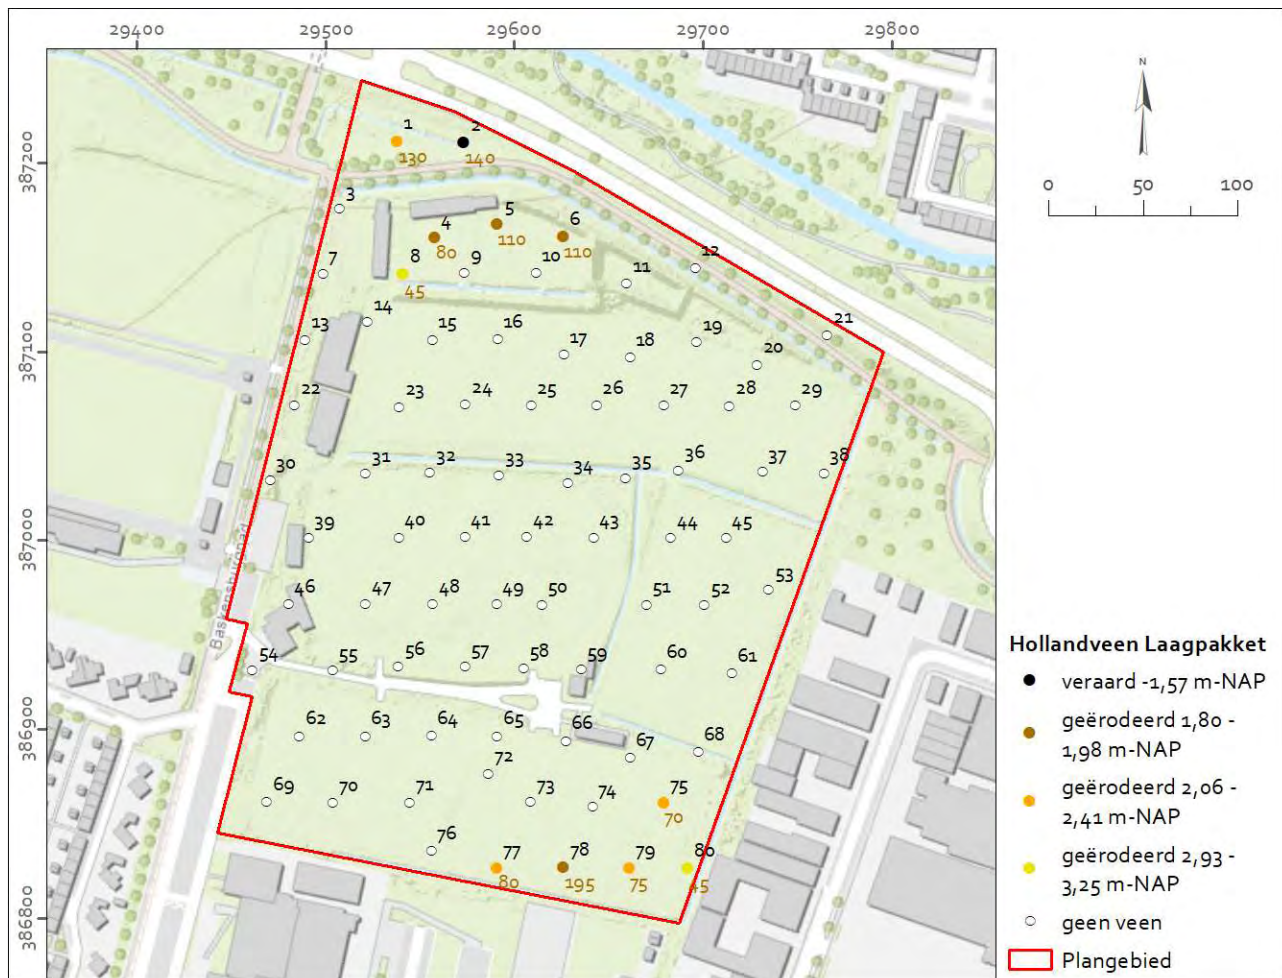 29400 29500 29600 29700 29800
387200
387100
387000
386900
386800
N
0 50 100
1 2
130 140
3
4 5 6
80 110 110
7 8 9 10 11 12
45
13 14 15 16 17 18 19 20 21
22 23 24 25 26 27 28 29
30 31 32 33 34 35 36 37 38
39 40 41 42 43 44 45
46 47 48 49 50 51 52 53
54 55 56 57 58 59 60 61
62 63 64 65 66 67 68
69 70 71 72 73 74 75
70
76 77 78 79 80
80 195 75 45
Baskensburgpad
Hollandveen Laagpakket
veraard -1,57 m-NAP
geërodeerd 1,80 -
1,98 m-NAP
geërodeerd 2,06 -
2,41 m-NAP
geërodeerd 2,93 -
3,25 m-NAP
geen veen
Plangebied